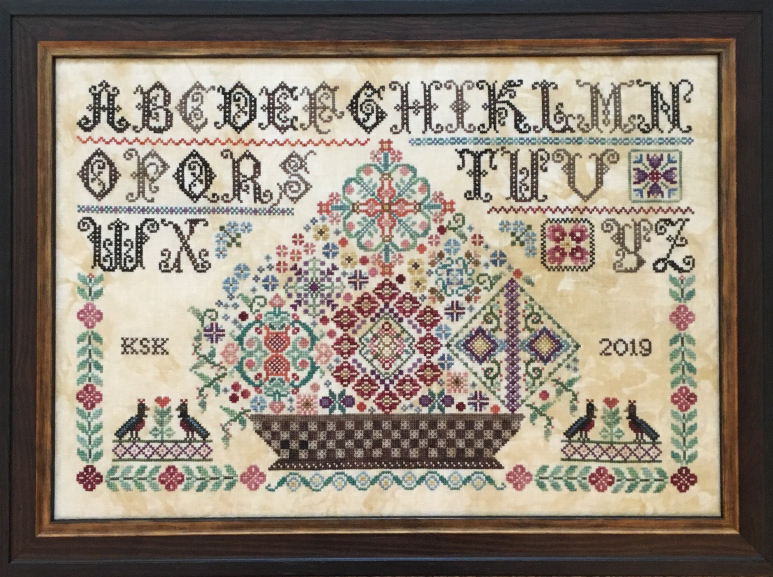 ABCDEFGHIKLMN
OPQRS TUV
WX YZ
KSK 2019